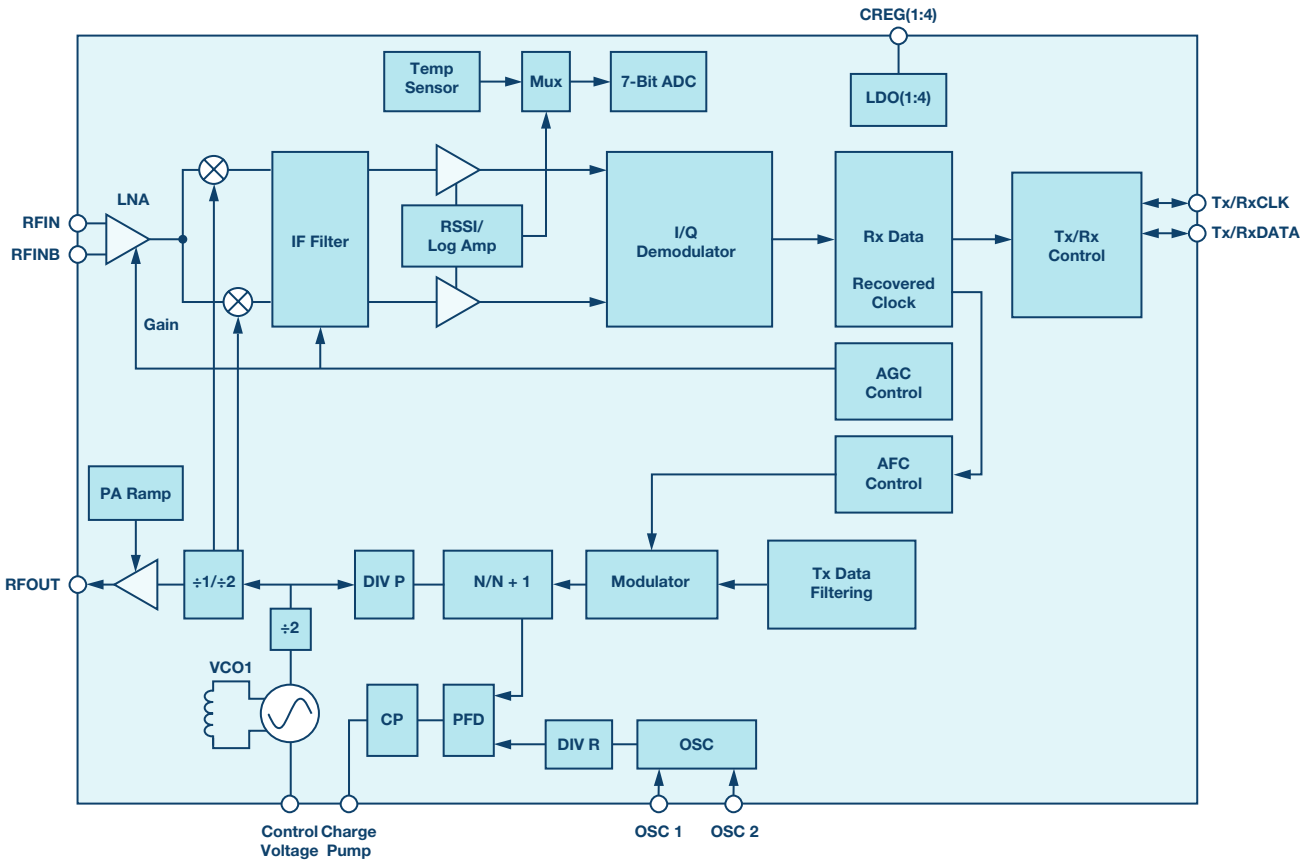 CREG(1:4)
Temp
Sensor
Mux
7-Bit ADC
LDO(1:4)
LNA
RFIN
RFINB
IF Filter
RSSI/
Log Amp
I/Q
Demodulator
Rx Data
Recovered
Clock
Tx/Rx
Control
Tx/RxCLK
Tx/RxDATA
Gain
AGC
Control
AFC
Control
PA Ramp
RFOUT
÷1/÷2
DIV P
N/N + 1
Modulator
Tx Data
Filtering
÷2
VCO1
CP
PFD
DIV R
OSC
Control
Voltage
Charge
Pump
OSC 1
OSC 2